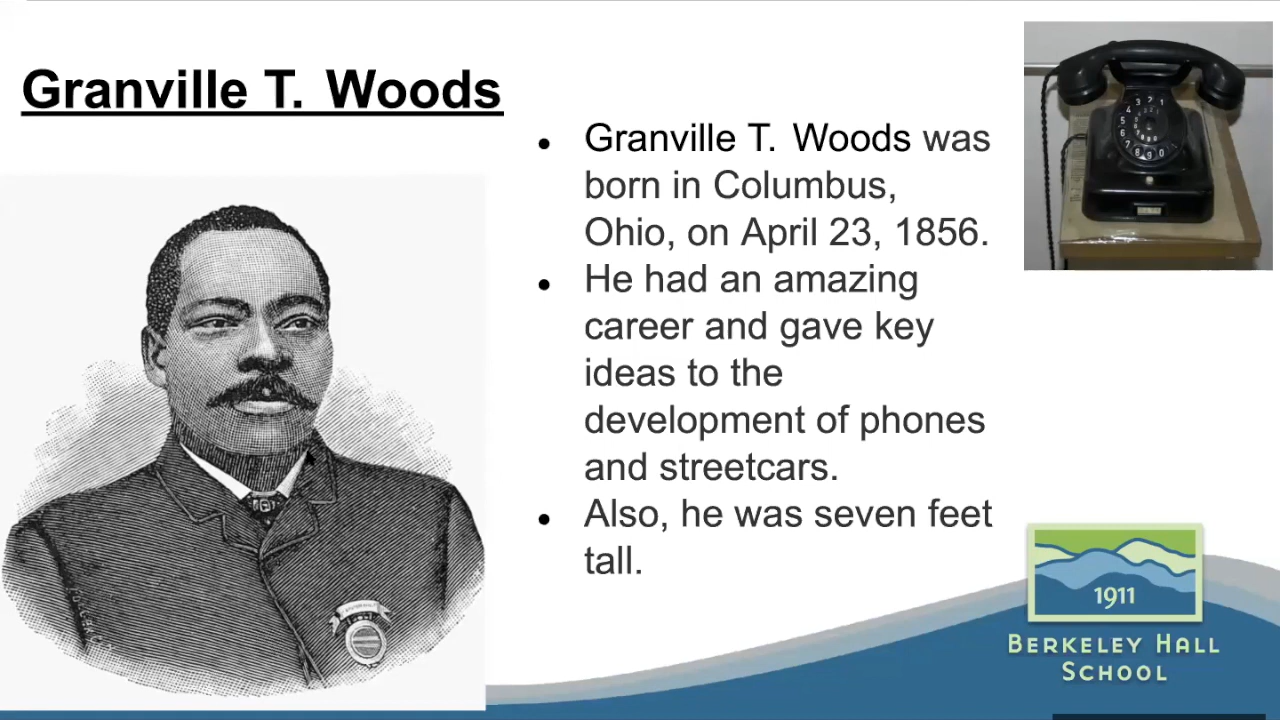 Granville T. Woods
Granville T. Woods was
born in Columbus,
Ohio, on April 23, 1856.
He had an amazing
career and gave key
ideas to the
development of phones
and streetcars.
Also, he was seven feet
tall.
1911
BERKELEY HALL
SCHOOL